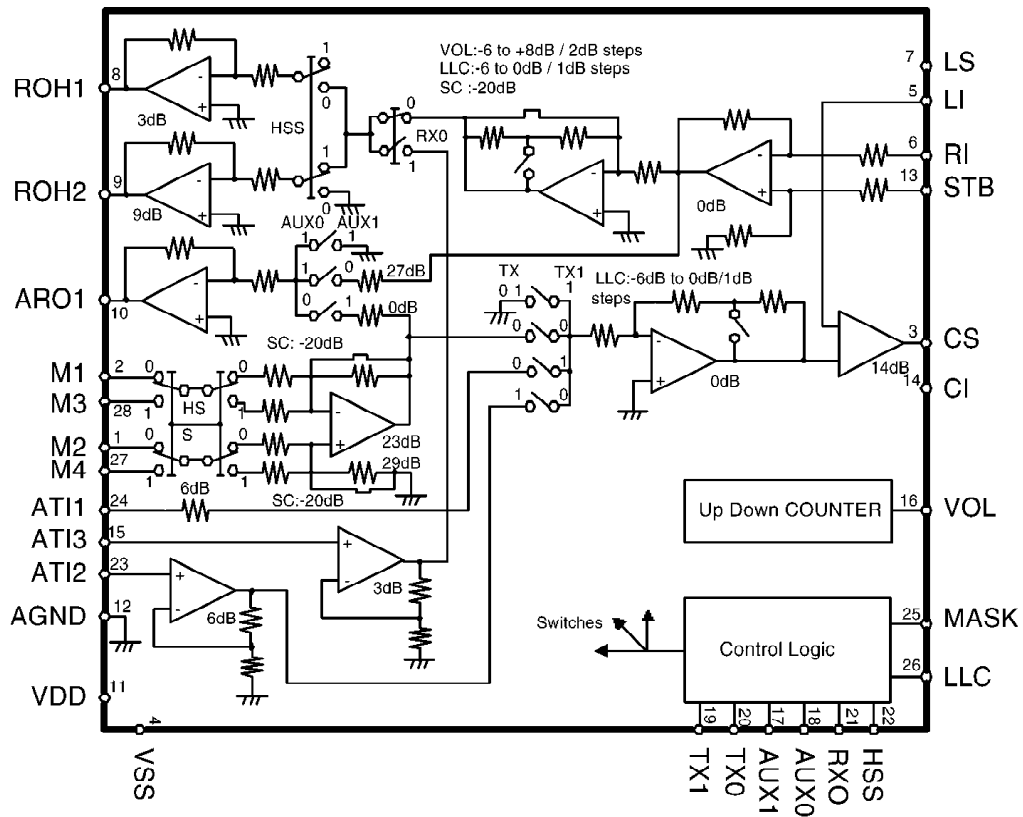 VOL:-6 to +8dB / 2dB steps
LLC:-6 to 0dB / 1dB steps
SC :-20dB
ROH1
8
-
+
3dB
1
0
HSS
0
RX0
1
7
LS
5
LI
6
RI
13
STB
ROH2
9
-
+
9dB
1
0
-
+
-
+
0dB
AUX0
AUX1
1
1
1
0
27dB
0
1
0dB
ARO1
10
-
+
TX
TX1
0
1
1
0
0
0
1
1
0
LLC:-6dB to 0dB/1dB
steps
-
+
0dB
14dB
3
CS
14
CI
SC: -20dB
M1
2
0
0
M3
28
1
1
HS
S
M2
1
0
0
M4
27
1
1
-
+
23dB
29dB
SC:-20dB
ATI1
24
6dB
ATI3
15
+
-
3dB
ATI2
23
+
-
6dB
AGND
12
VDD
11
4
VSS
Up Down COUNTER
16
VOL
Switches
Control Logic
25
MASK
26
LLC
19
20
17
18
21
22
TX1
TX0
AUX1
AUX0
RXO
HSS